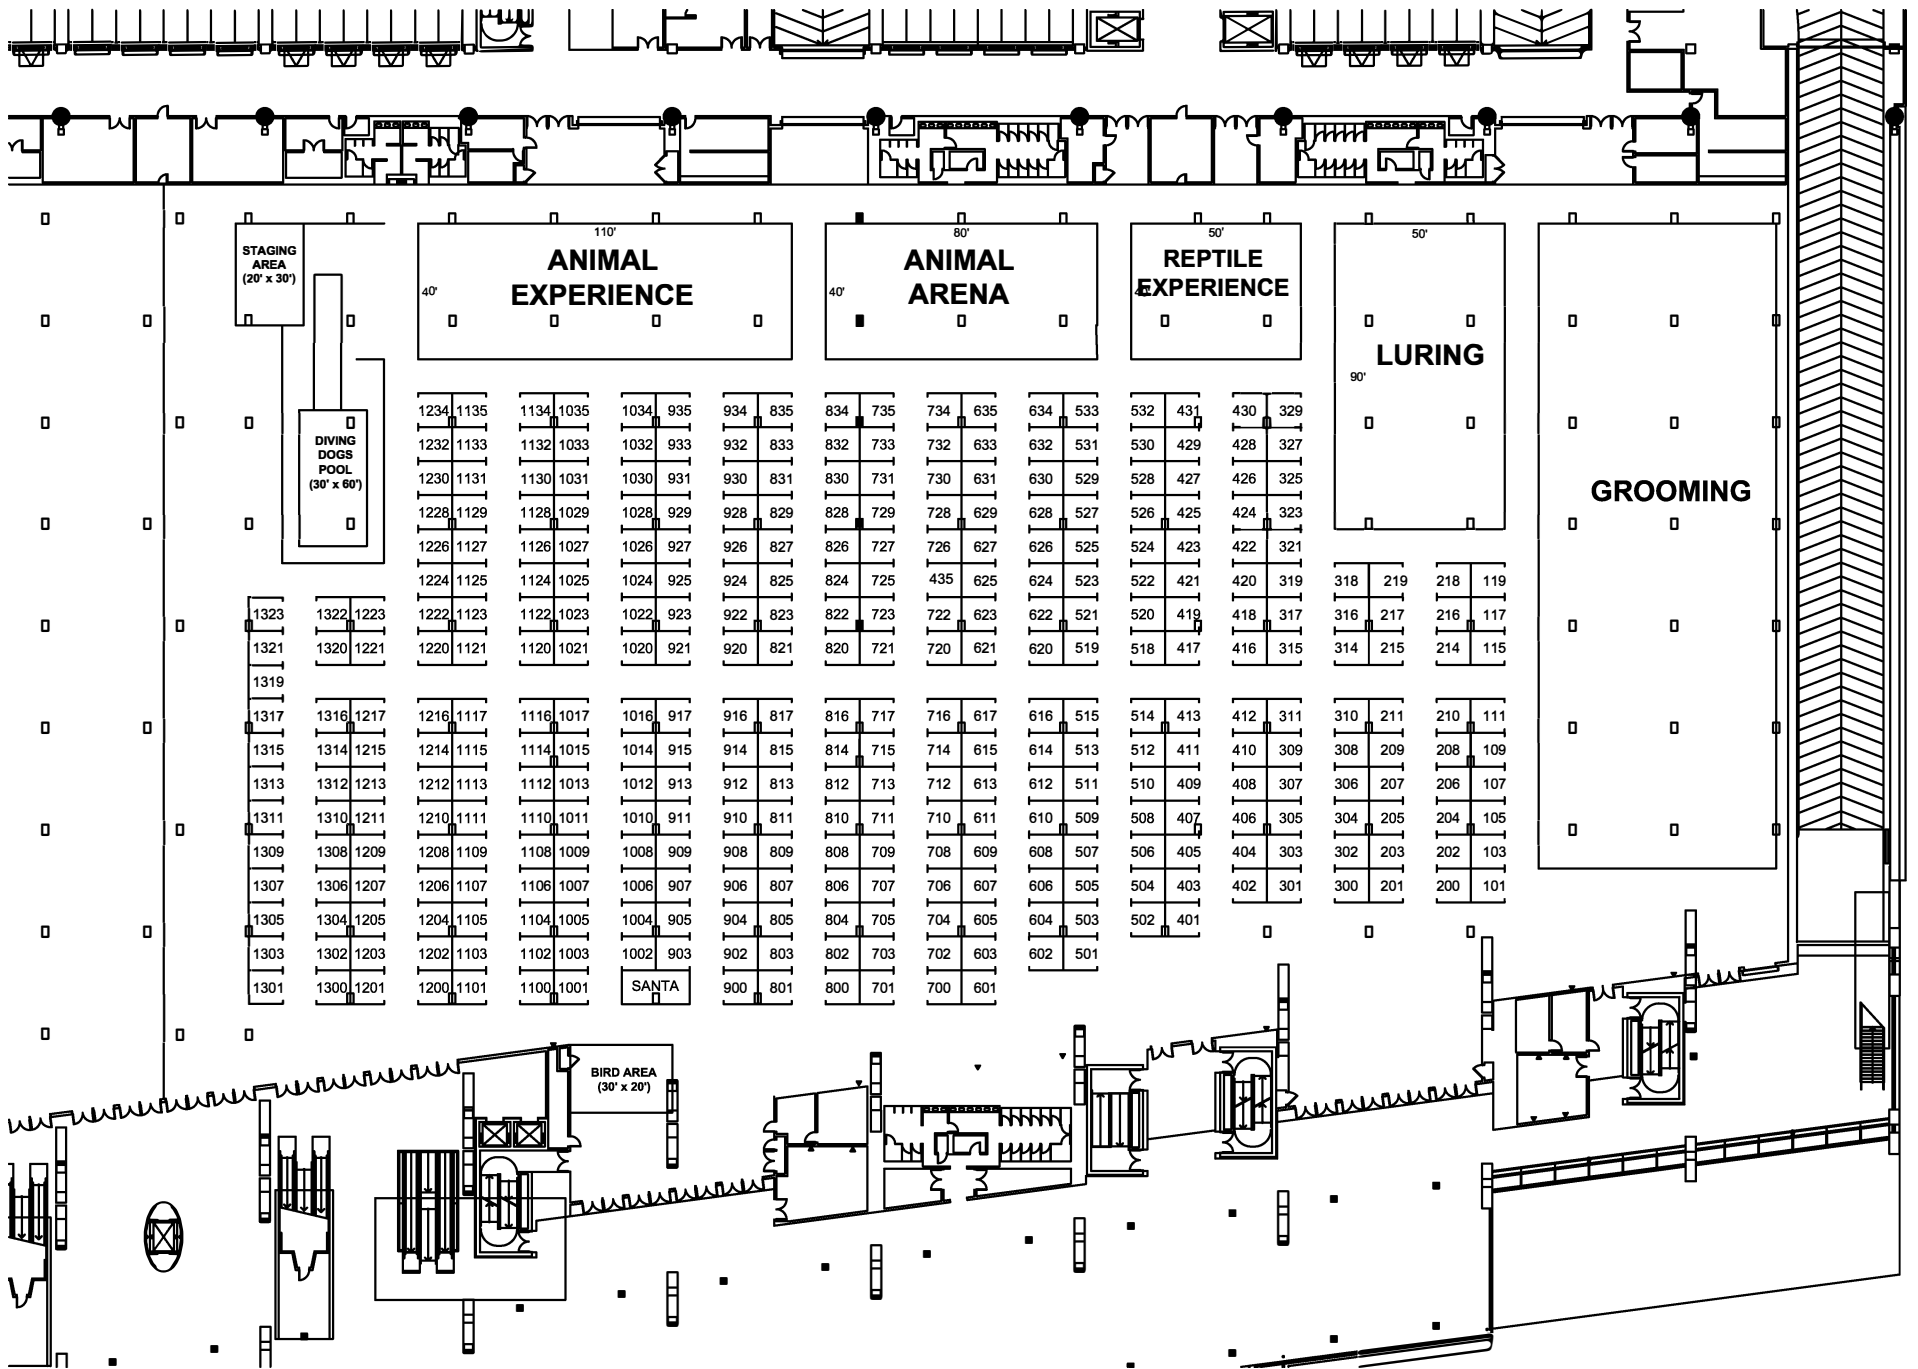 110'
80'
50'
50'
STAGING
AREA
(20' x 30')
ANIMAL
EXPERIENCE
40'
ANIMAL
ARENA
40'
REPTILE
EXPERIENCE
40'
LURING
90'
GROOMING
DIVING
DOGS
POOL
(30' x 60')
1234 1135 1134 1035 1034 935 934 835 834 735 734 635 634 533 532 431 430 329
1232 1133 1132 1033 1032 933 932 833 832 733 732 633 632 531 530 429 428 327
1230 1131 1130 1031 1030 931 930 831 830 731 730 631 630 529 528 427 426 325
1228 1129 1128 1029 1028 929 928 829 828 729 728 629 628 527 526 425 424 323
1226 1127 1126 1027 1026 927 926 827 826 727 726 627 626 525 524 423 422 321
1224 1125 1124 1025 1024 925 924 825 824 725 435 625 624 523 522 421 420 319 318 219 218 119
1323 1322 1223 1222 1123 1122 1023 1022 923 922 823 822 723 722 623 622 521 520 419 418 317 316 217 216 117
1321 1320 1221 1220 1121 1120 1021 1020 921 920 821 820 721 720 621 620 519 518 417 416 315 314 215 214 115
1319
1317 1316 1217 1216 1117 1116 1017 1016 917 916 817 816 717 716 617 616 515 514 413 412 311 310 211 210 111
1315 1314 1215 1214 1115 1114 1015 1014 915 914 815 814 715 714 615 614 513 512 411 410 309 308 209 208 109
1313 1312 1213 1212 1113 1112 1013 1012 913 912 813 812 713 712 613 612 511 510 409 408 307 306 207 206 107
1311 1310 1211 1210 1111 1110 1011 1010 911 910 811 810 711 710 611 610 509 508 407 406 305 304 205 204 105
1309 1308 1209 1208 1109 1108 1009 1008 909 908 809 808 709 708 609 608 507 506 405 404 303 302 203 202 103
1307 1306 1207 1206 1107 1106 1007 1006 907 906 807 806 707 706 607 606 505 504 403 402 301 300 201 200 101
1305 1304 1205 1204 1105 1104 1005 1004 905 904 805 804 705 704 605 604 503 502 401
1303 1302 1203 1202 1103 1102 1003 1002 903 902 803 802 703 702 603 602 501
1301 1300 1201 1200 1101 1100 1001 SANTA 900 801 800 701 700 601
BIRD AREA
(30' x 20')